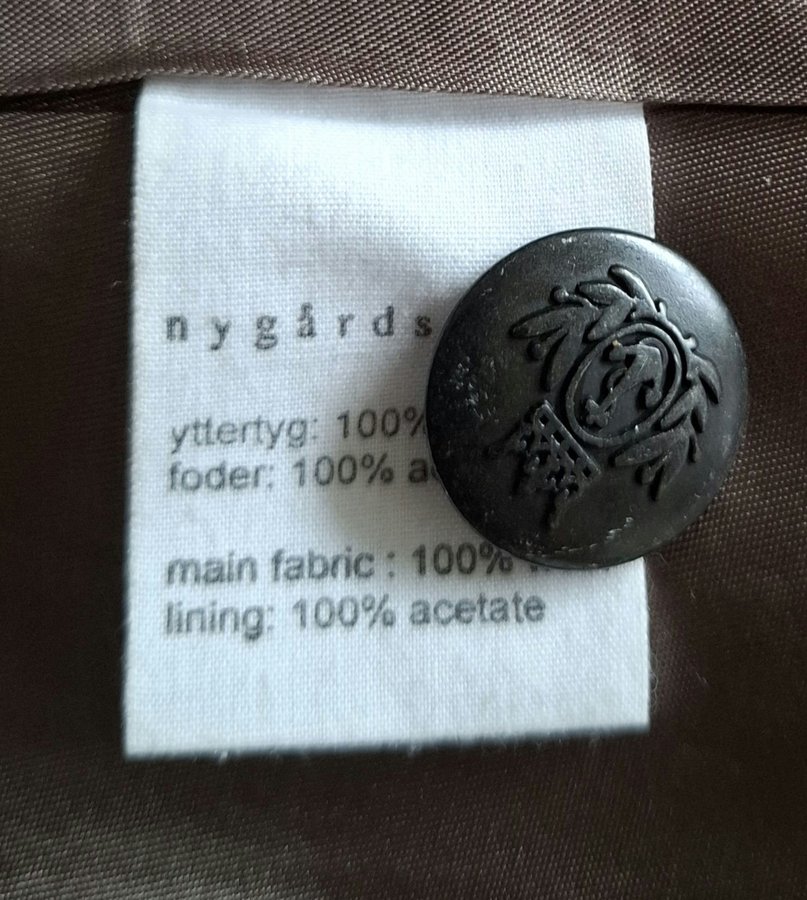 nygårds
yttertyg: 100%
foder: 100%
main fabric : 100%
lining: 100% acetate